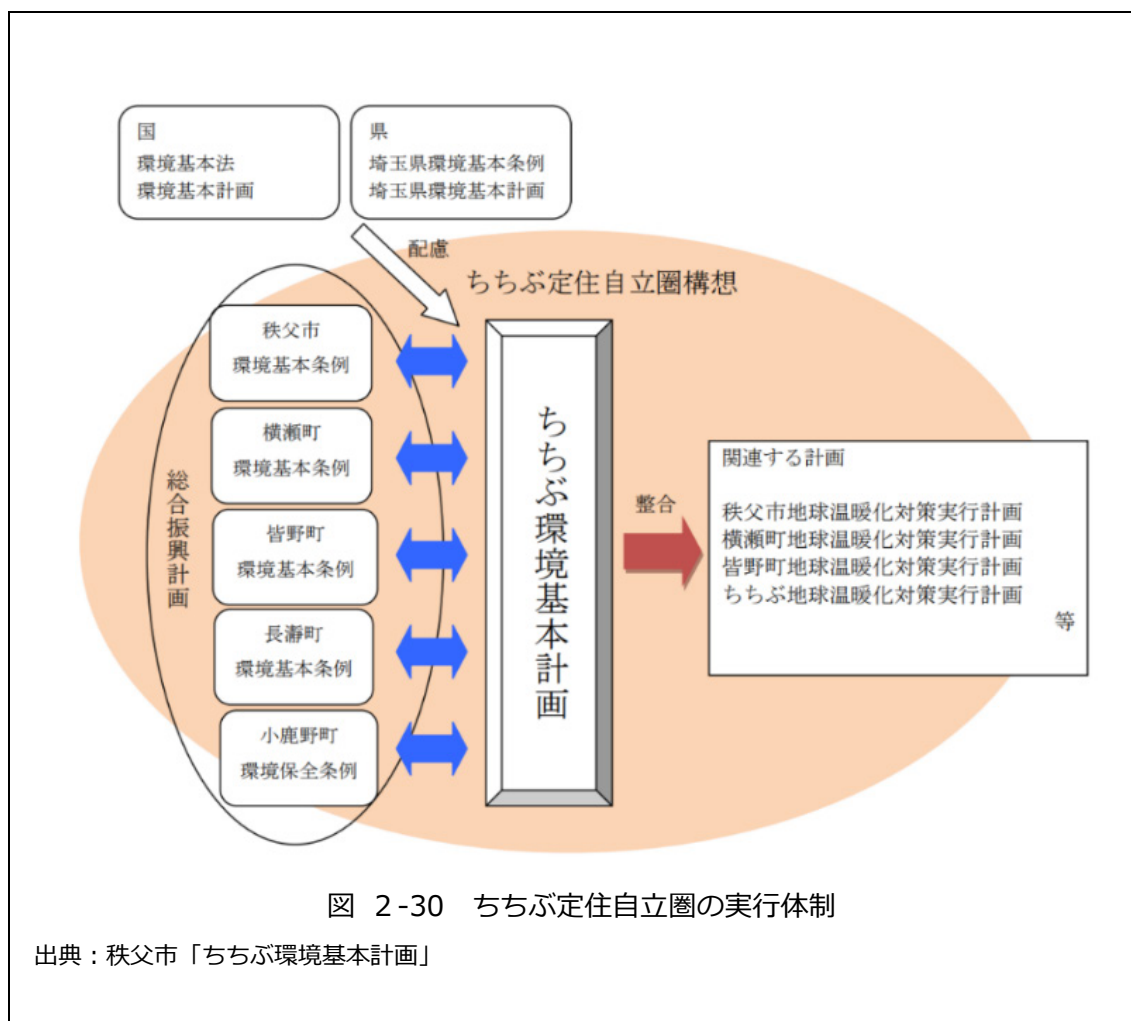 国
環境基本法
環境基本計画
県
埼玉県環境基本条例
埼玉県環境基本計画
配慮
ちちぶ定住自立圏構想
総合振興計画
秩父市
環境基本条例
横瀬町
環境基本条例
皆野町
環境基本条例
長瀞町
環境基本条例
小鹿野町
環境保全条例
ちちぶ環境基本計画
整合
関連する計画
秩父市地球温暖化対策実行計画
横瀬町地球温暖化対策実行計画
皆野町地球温暖化対策実行計画
ちちぶ地球温暖化対策実行計画
等
図 2-30 ちちぶ定住自立圏の実行体制
出典：秩父市「ちちぶ環境基本計画」